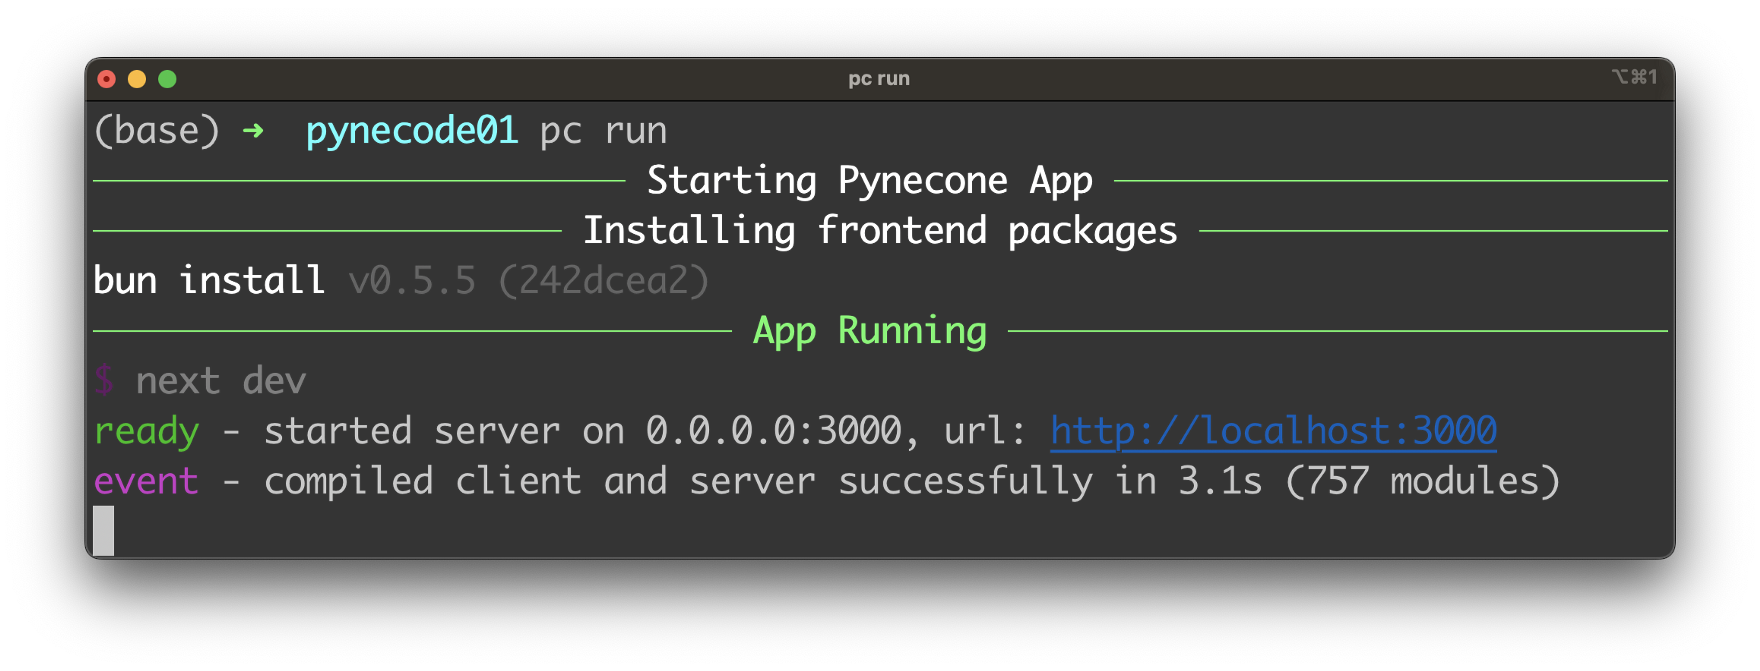 pc run ⌥⌘1
(base) ➜ pynecode01 pc run
Starting Pynecone App
Installing frontend packages
bun install v0.5.5 (242dcea2)
App Running
$ next dev
ready - started server on 0.0.0.0:3000, url: http://localhost:3000
event - compiled client and server successfully in 3.1s (757 modules)